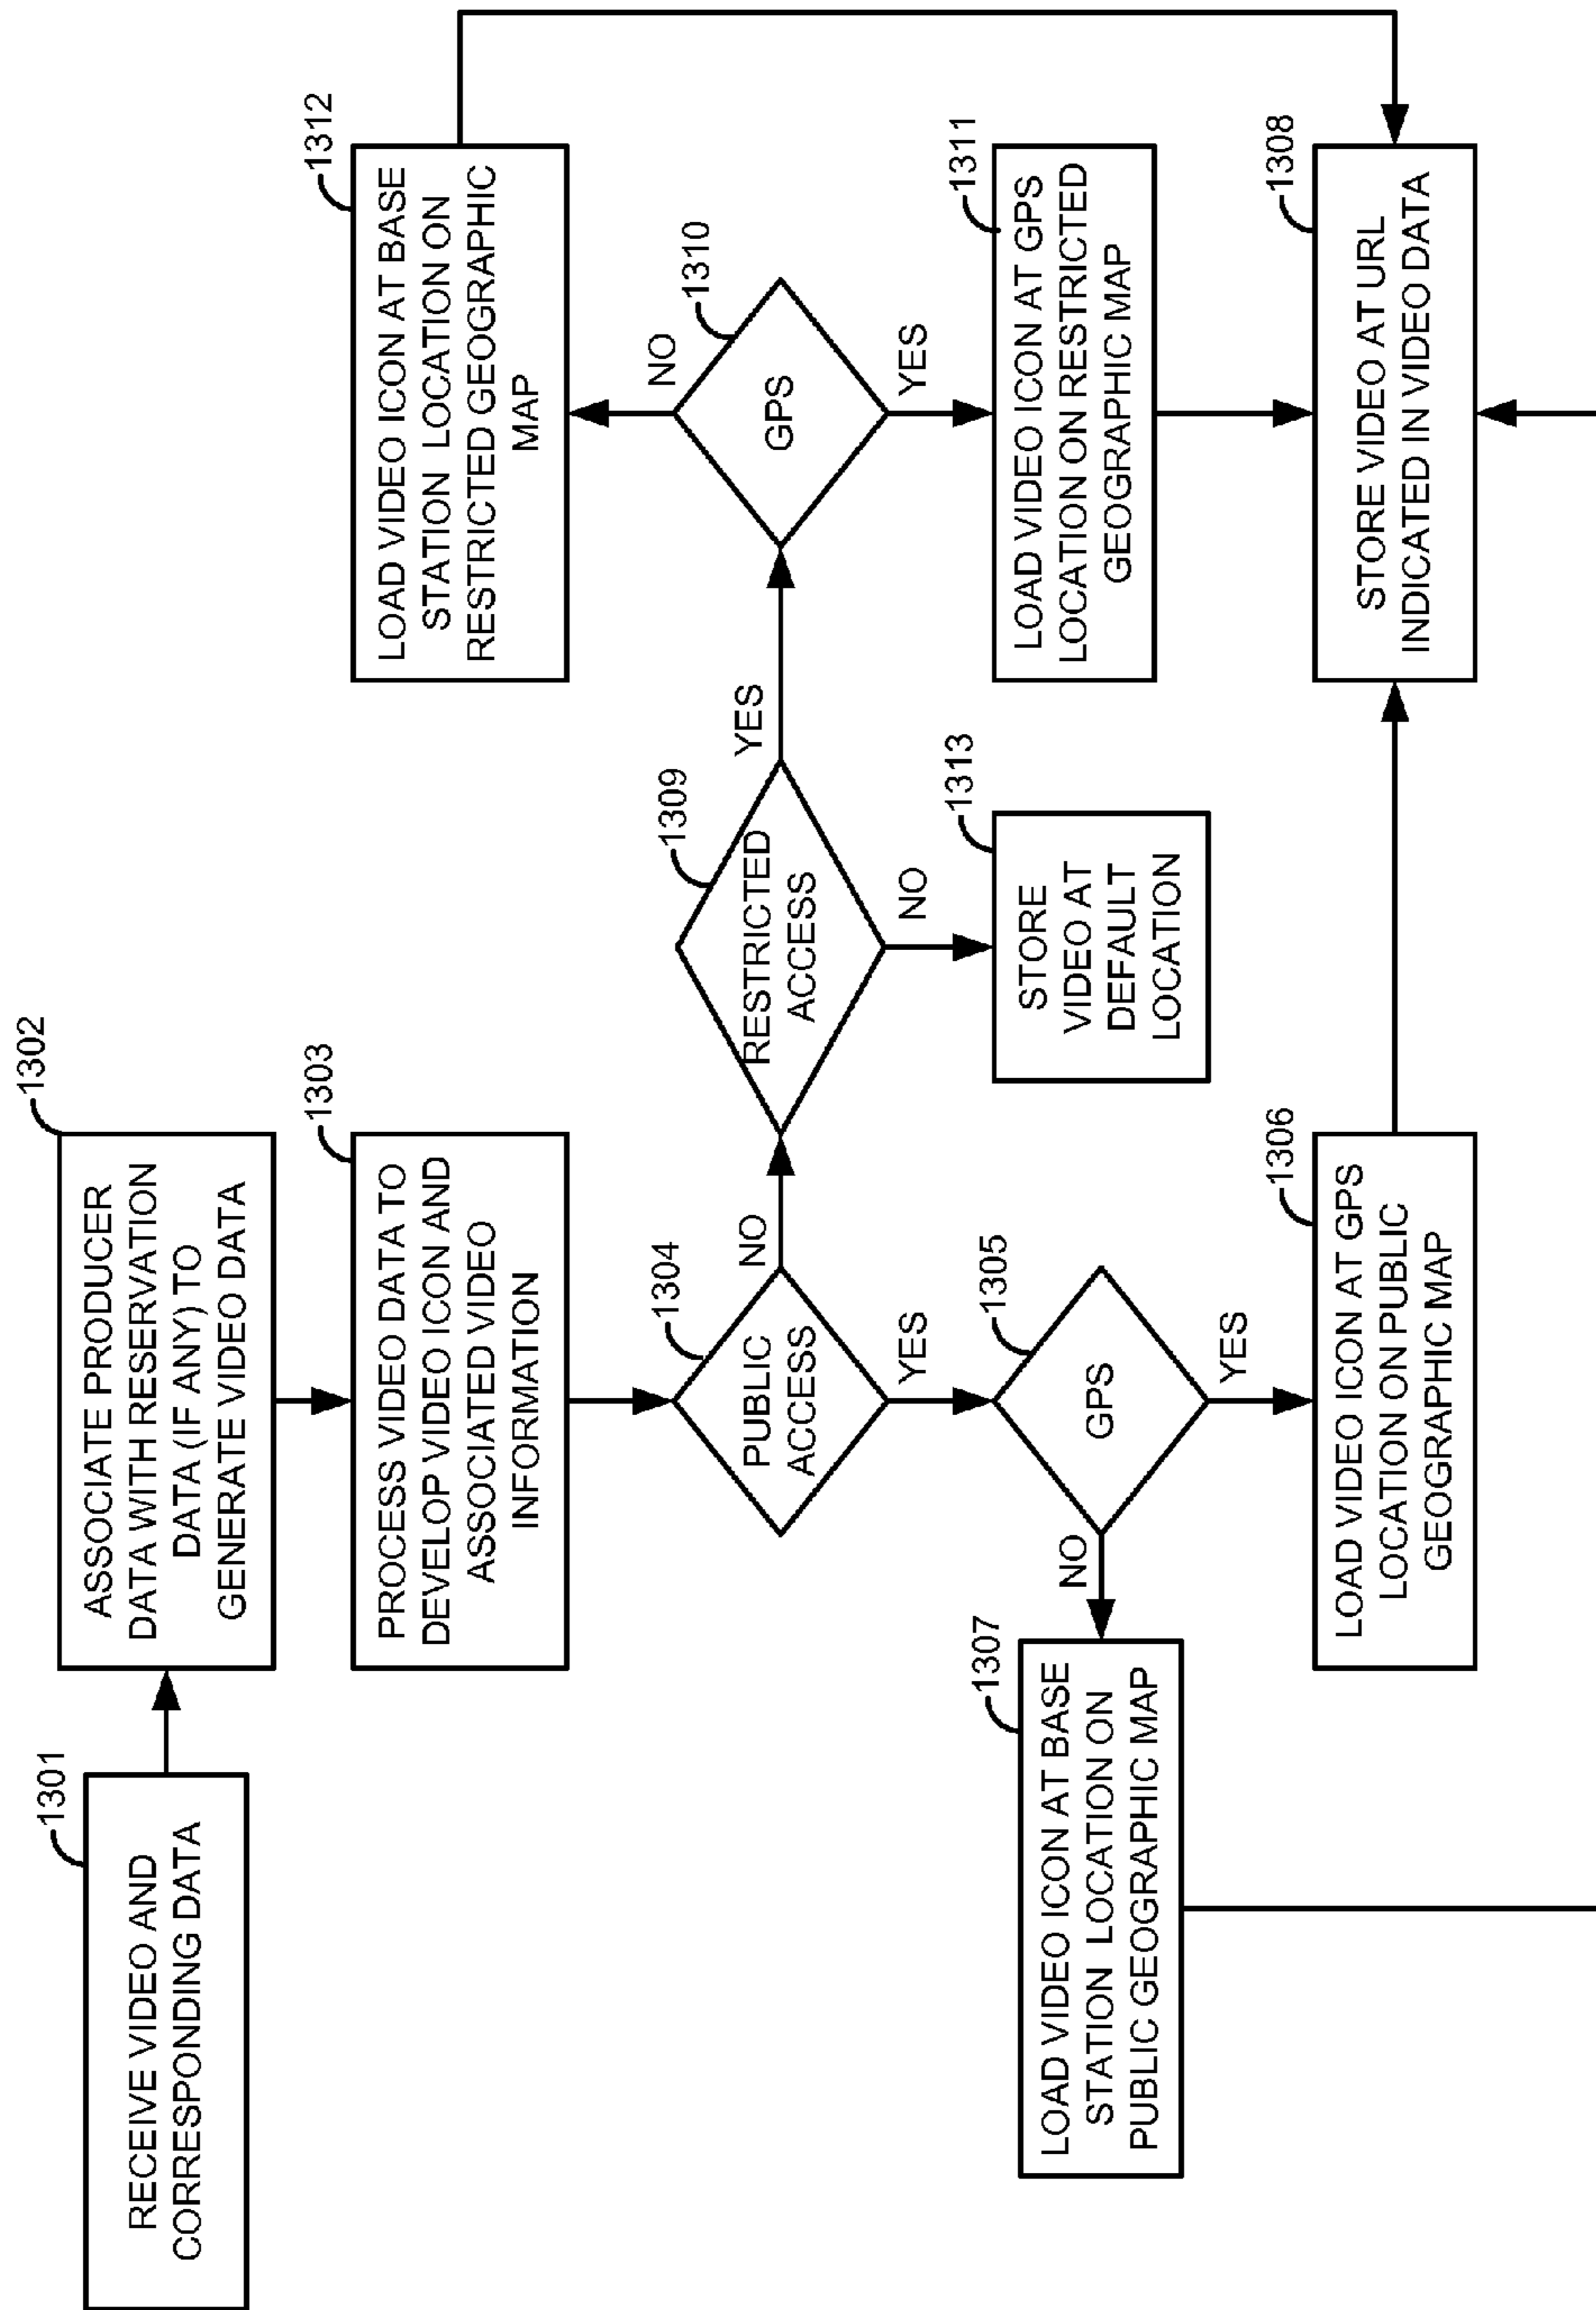 1301
RECEIVE VIDEO AND
CORRESPONDING DATA
1302
ASSOCIATE PRODUCER
DATA WITH RESERVATION
DATA (IF ANY) TO
GENERATE VIDEO DATA
1303
PROCESS VIDEO DATA TO
DEVELOP VIDEO ICON AND
ASSOCIATED VIDEO
INFORMATION
1304
PUBLIC
ACCESS
NO
YES
1305
GPS
NO
YES
1307
LOAD VIDEO ICON AT BASE
STATION LOCATION ON
PUBLIC GEOGRAPHIC MAP
1306
LOAD VIDEO ICON AT GPS
LOCATION ON PUBLIC
GEOGRAPHIC MAP
1309
RESTRICTED
ACCESS
YES
NO
1313
STORE
VIDEO AT
DEFAULT
LOCATION
1310
GPS
NO
YES
1312
LOAD VIDEO ICON AT BASE
STATION LOCATION ON
RESTRICTED GEOGRAPHIC
MAP
1311
LOAD VIDEO ICON AT GPS
LOCATION ON RESTRICTED
GEOGRAPHIC MAP
1308
STORE VIDEO AT URL
INDICATED IN VIDEO DATA